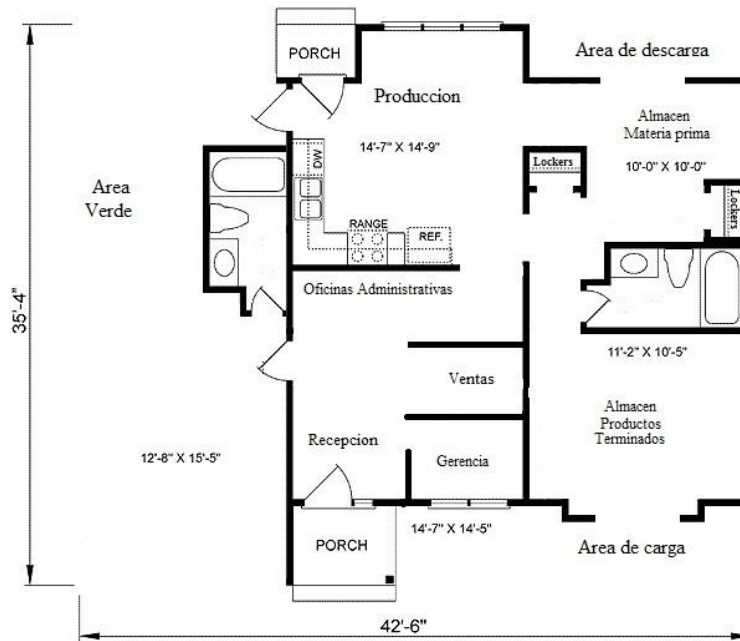 PORCH
Area de descarga
Produccion
Almacen
Materia prima
14'-7" X 14'-9"
DW
Lockers
10'-0" X 10'-0"
Area
Verde
Lockers
RANGE
REF.
Oficinas Administrativas
35'-4"
11'-2" X 10'-5"
Ventas
Almacen
Productos
Terminados
Recepcion
12'-8" X 15'-5"
Gerencia
14'-7" X 14'-5"
PORCH
Area de carga
42'-6"